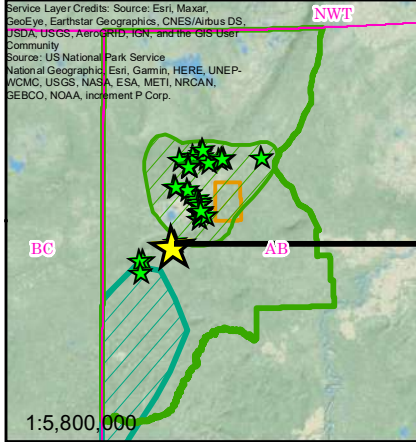 Service Layer Credits: Source: Esri, Maxar,
GeoEye, Earthstar Geographics, CNES/Airbus DS,
USDA, USGS, AeroGRID, IGN, and the GIS User
Community
Source: US National Park Service
National Geographic, Esri, Garmin, HERE, UNEP-
WCMC, USGS, NASA, ESA, METI, NRCAN,
GEBCO, NOAA, increment P Corp.
NWT
BC
AB
1:5,800,000